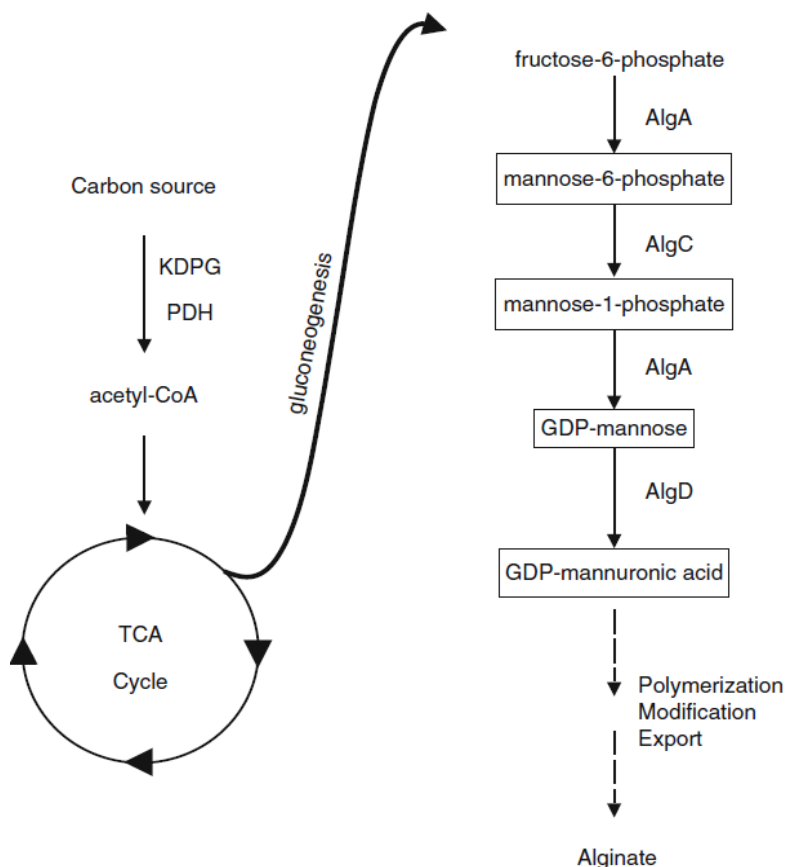 Carbon source
KDPG
PDH
acetyl-CoA
TCA
Cycle
gluconeogenesis
fructose-6-phosphate
AlgA
mannose-6-phosphate
AlgC
mannose-1-phosphate
AlgA
GDP-mannose
AlgD
GDP-mannuronic acid
Polymerization
Modification
Export
Alginate